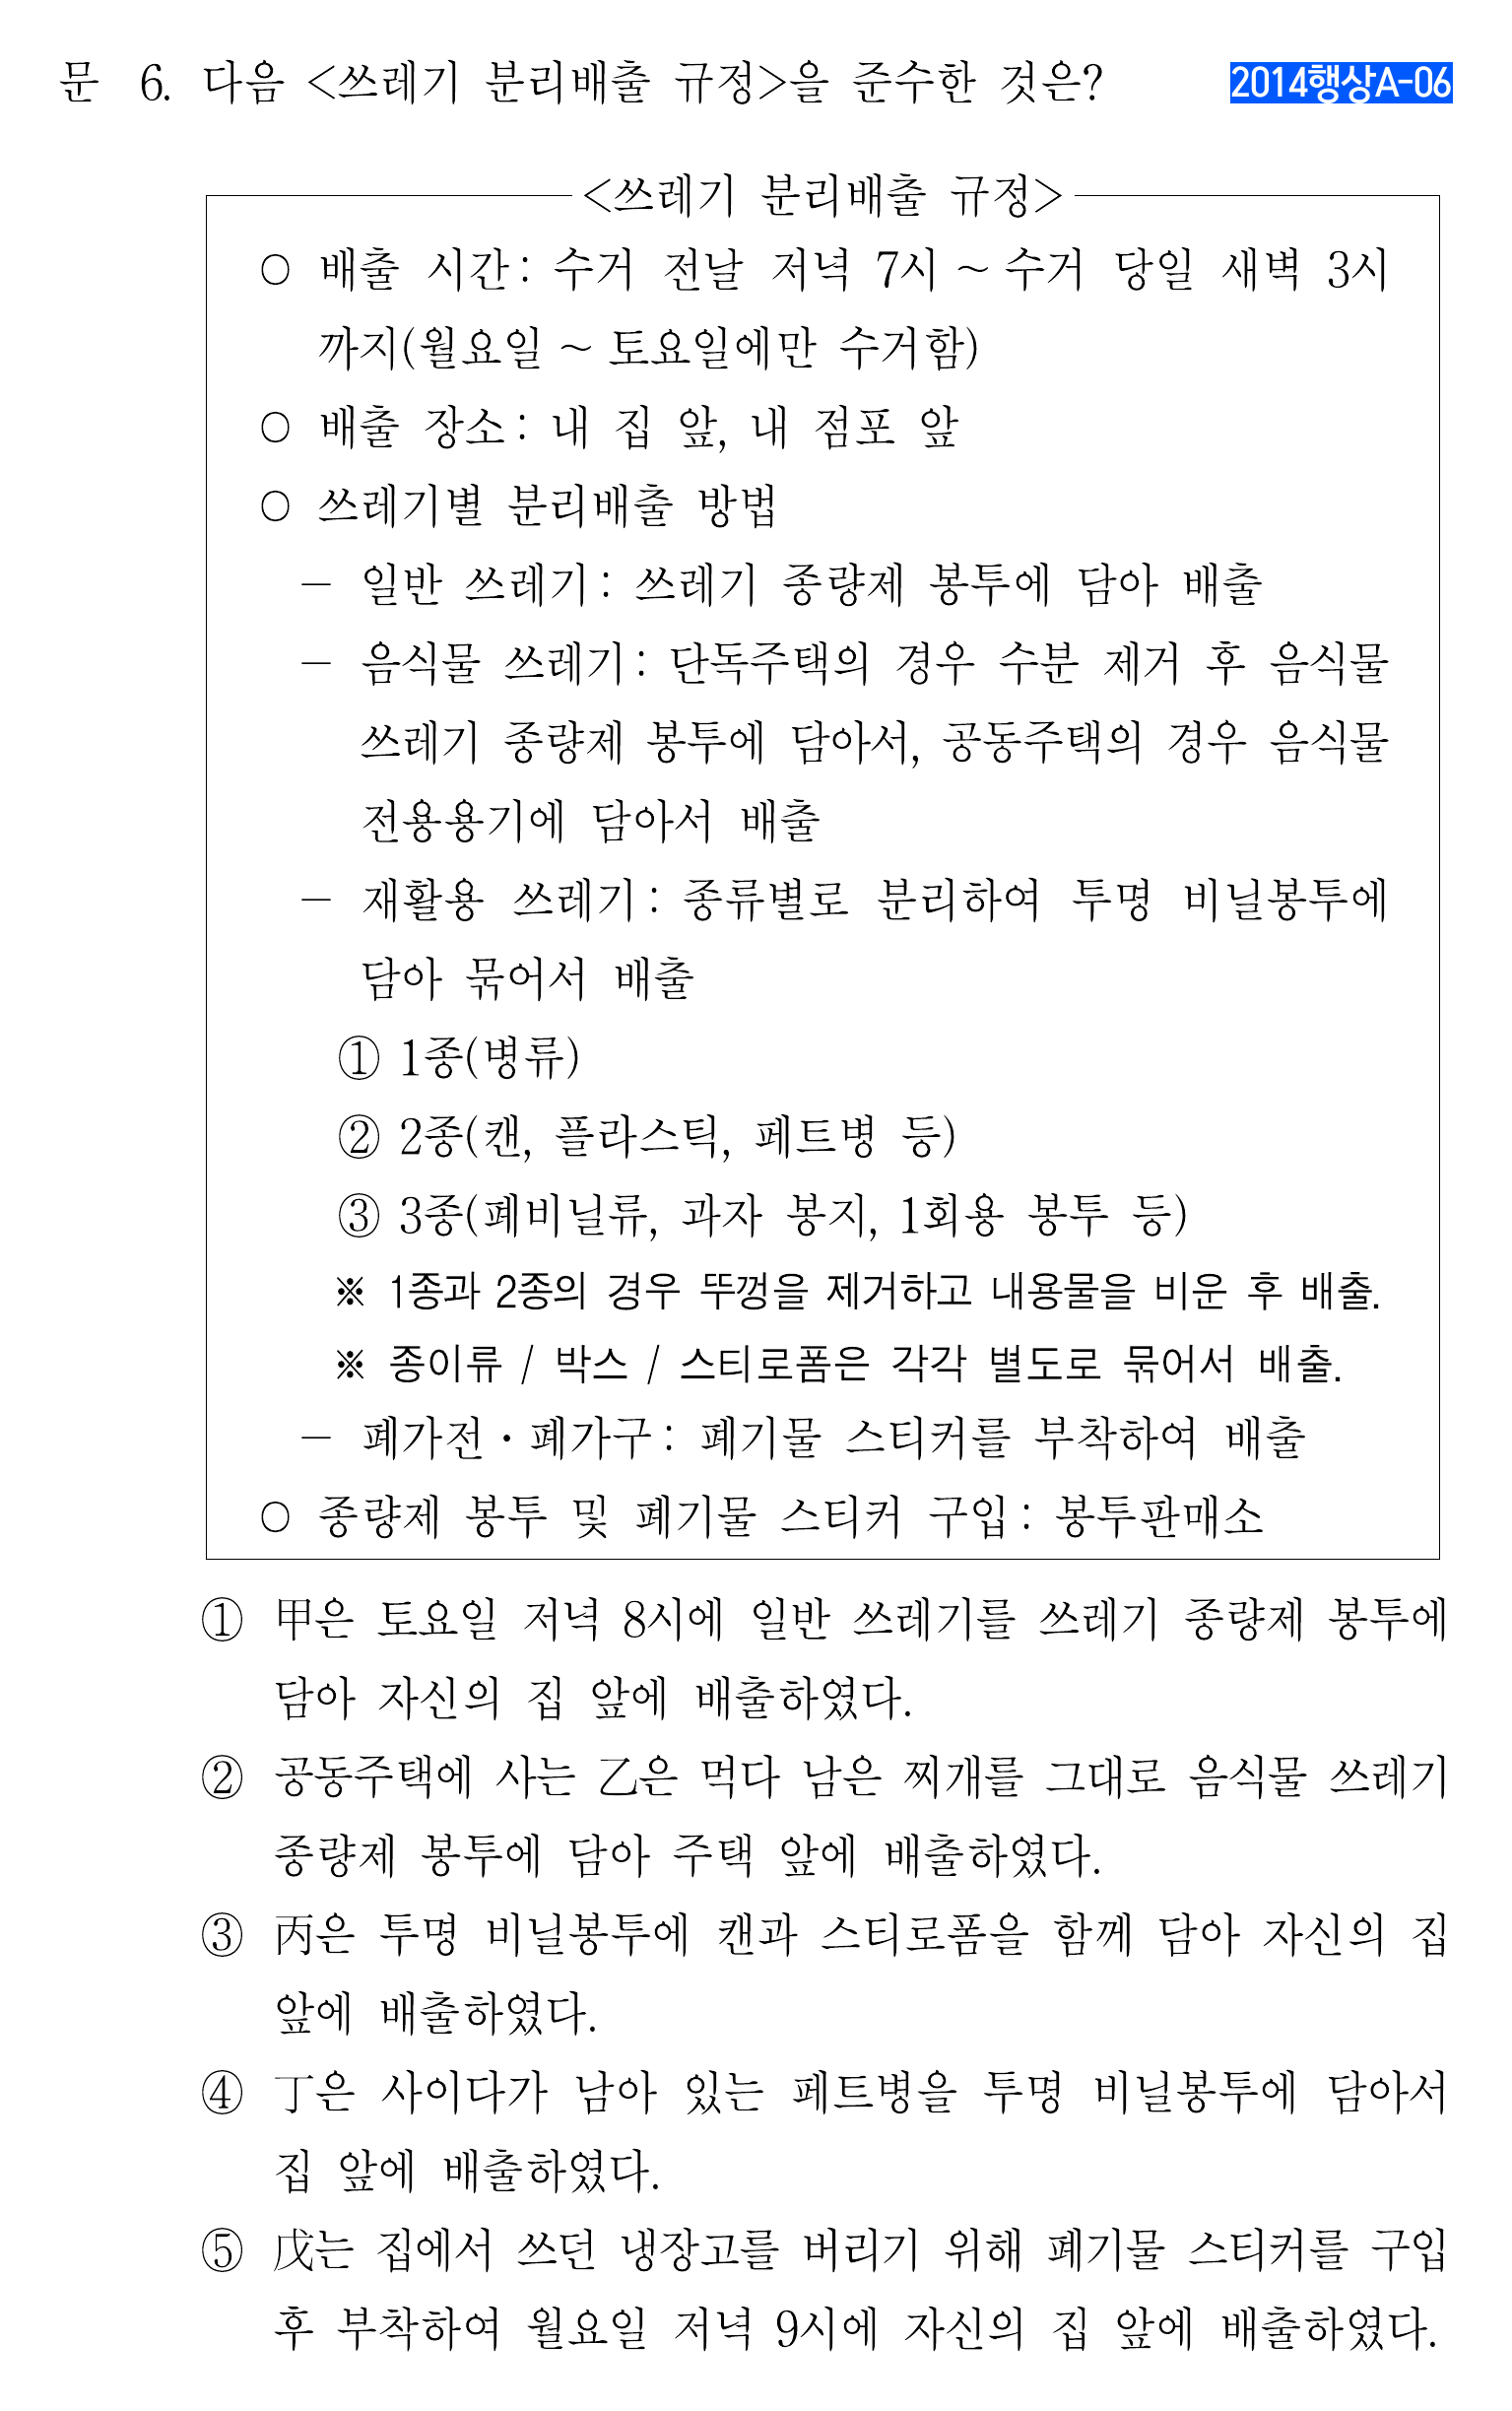 문 6. 다음 <쓰레기 분리배출 규정>을 준수한 것은? 2014행상A-06
<쓰레기 분리배출 규정>
○ 배출 시간: 수거 전날 저녁 7시 ~ 수거 당일 새벽 3시
까지(월요일 ~ 토요일에만 수거함)
○ 배출 장소: 내 집 앞, 내 점포 앞
○ 쓰레기별 분리배출 방법
- 일반 쓰레기: 쓰레기 종량제 봉투에 담아 배출
- 음식물 쓰레기: 단독주택의 경우 수분 제거 후 음식물
쓰레기 종량제 봉투에 담아서, 공동주택의 경우 음식물
전용용기에 담아서 배출
- 재활용 쓰레기: 종류별로 분리하여 투명 비닐봉투에
담아 묶어서 배출
① 1종(병류)
② 2종(캔, 플라스틱, 페트병 등)
③ 3종(폐비닐류, 과자 봉지, 1회용 봉투 등)
※ 1종과 2종의 경우 뚜껑을 제거하고 내용물을 비운 후 배출.
※ 종이류 / 박스 / 스티로폼은 각각 별도로 묶어서 배출.
- 폐가전·폐가구: 폐기물 스티커를 부착하여 배출
○ 종량제 봉투 및 폐기물 스티커 구입: 봉투판매소
① 甲은 토요일 저녁 8시에 일반 쓰레기를 쓰레기 종량제 봉투에
담아 자신의 집 앞에 배출하였다.
② 공동주택에 사는 乙은 먹다 남은 찌개를 그대로 음식물 쓰레기
종량제 봉투에 담아 주택 앞에 배출하였다.
③ 丙은 투명 비닐봉투에 캔과 스티로폼을 함께 담아 자신의 집
앞에 배출하였다.
④ 丁은 사이다가 남아 있는 페트병을 투명 비닐봉투에 담아서
집 앞에 배출하였다.
⑤ 戊는 집에서 쓰던 냉장고를 버리기 위해 폐기물 스티커를 구입
후 부착하여 월요일 저녁 9시에 자신의 집 앞에 배출하였다.